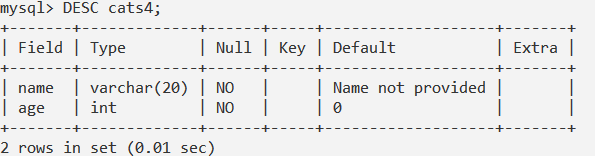 mysql> DESC cats4;
+-------+-------------+------+-----+-------------------+-------+
| Field | Type        | Null | Key | Default           | Extra |
+-------+-------------+------+-----+-------------------+-------+
| name  | varchar(20) | NO   |     | Name not provided |       |
| age   | int         | NO   |     | 0                 |       |
+-------+-------------+------+-----+-------------------+-------+
2 rows in set (0.01 sec)